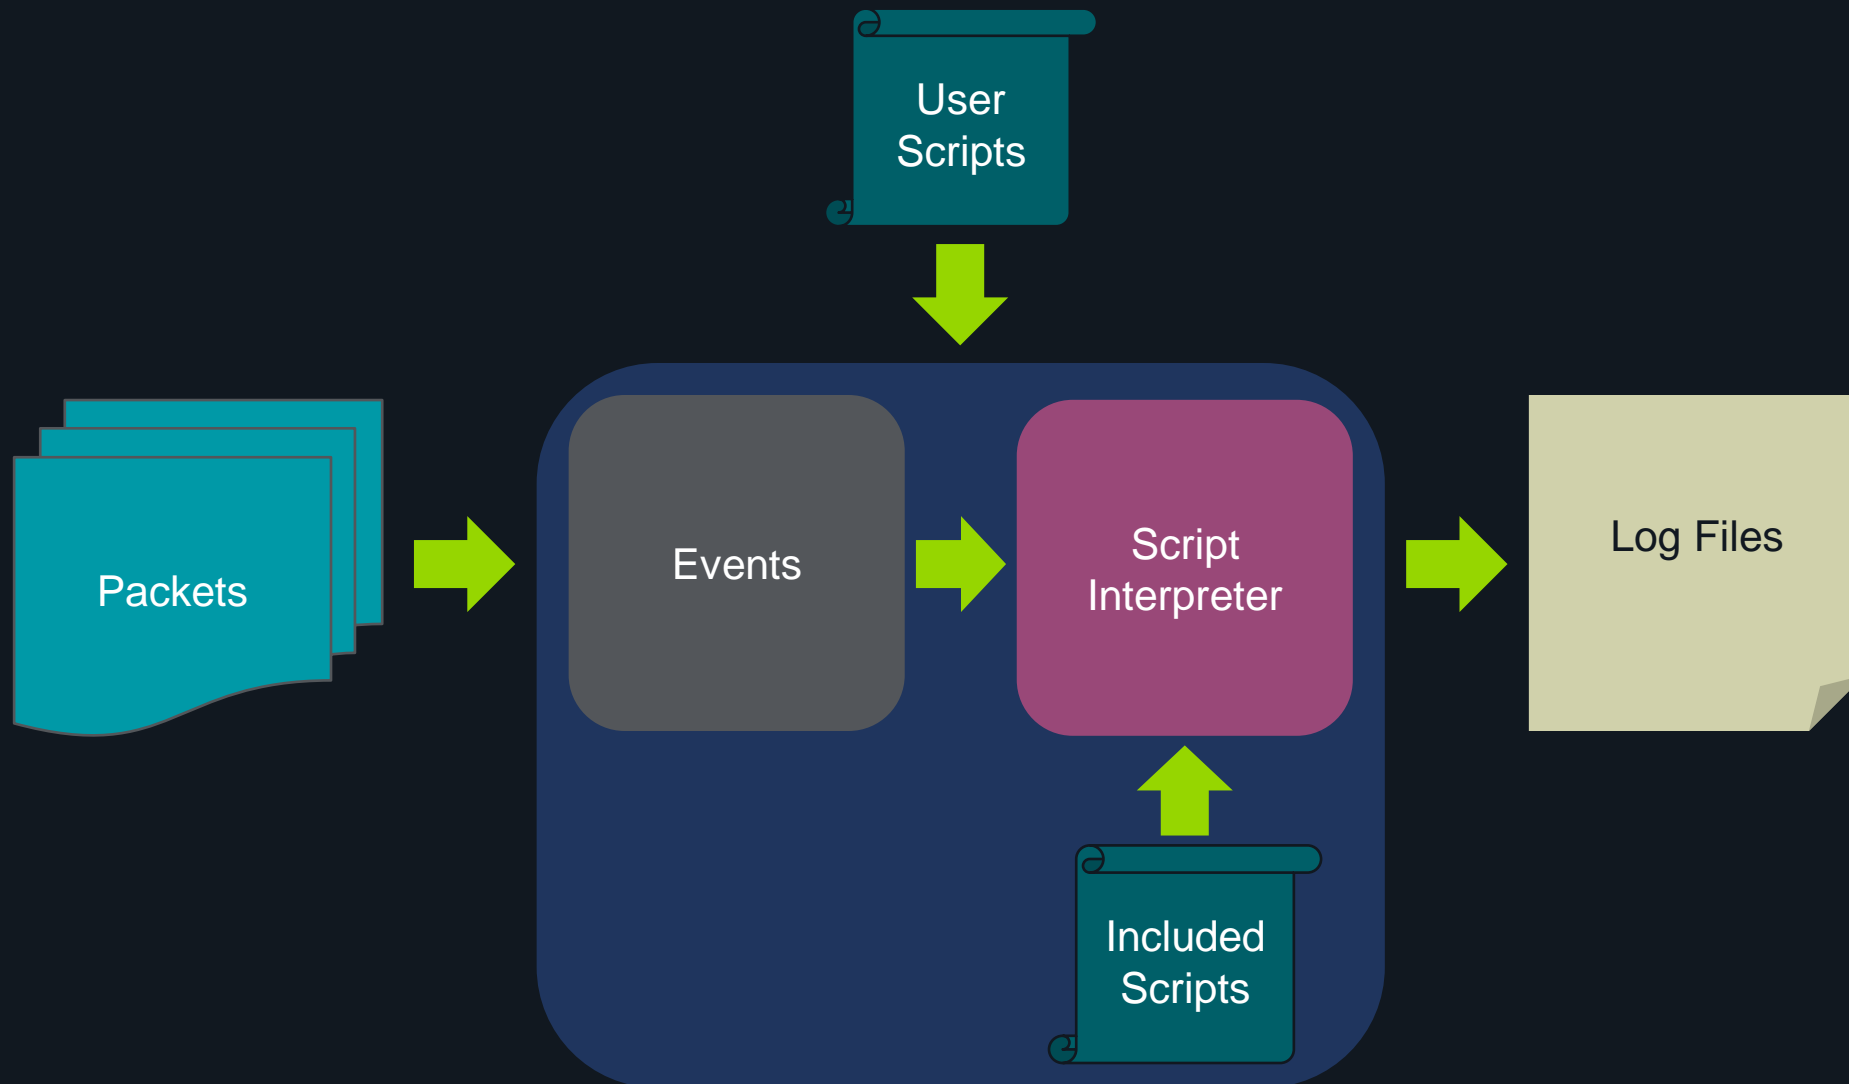 User
Scripts
Packets
Events
Script
Interpreter
Log Files
Included
Scripts